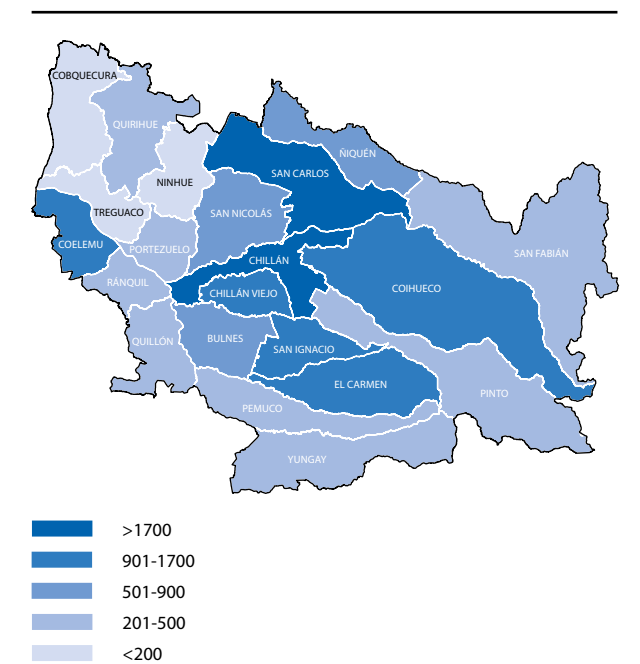 COBQUECURA
QUIRIHUE
ÑIQUÉN
SAN CARLOS
NINHUE
TREGUACO
SAN NICOLÁS
COELEMU
PORTEZUELO
SAN FABIÁN
CHILLÁN
RÁNQUIL
COIHUECO
CHILLÁN VIEJO
QUILLÓN
BULNES
SAN IGNACIO
EL CARMEN
PINTO
PEMUCO
YUNGAY
>1700
901-1700
501-900
201-500
<200